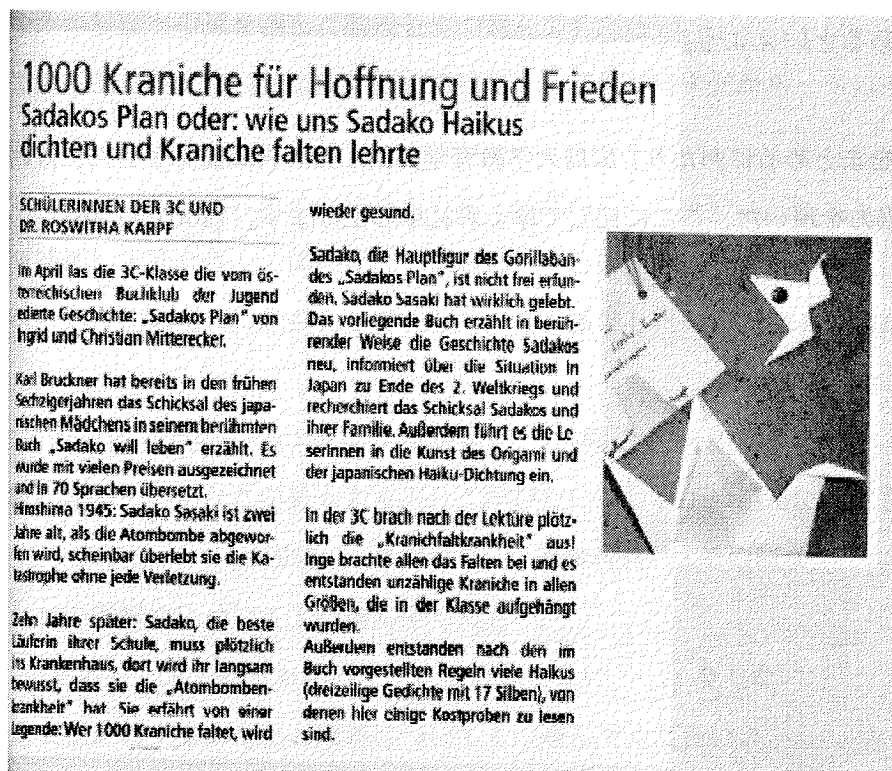 1000 Kraniche für Hoffnung und Frieden
Sadakos Plan oder: wie uns Sadako Haikus
dichten und Kraniche falten lehrte
SCHÜLERINNEN DER 3C UND
DR. ROSWITHA KARPF
Im April las die 3C-Klasse die vom ös-
terreichischen Buchklub der Jugend
edierte Geschichte: „Sadakos Plan" von
Ingrid und Christian Mitterecker.
Karl Bruckner hat bereits in den frühen
Sechzigerjahren das Schicksal des japa-
nischen Mädchens in seinem berühmten
Buch „Sadako will leben" erzählt. Es
wurde mit vielen Preisen ausgezeichnet
und in 70 Sprachen übersetzt.
Hiroshima 1945: Sadako Sasaki ist zwei
Jahre alt, als die Atombombe abgewor-
fen wird, scheinbar überlebt sie die Ka-
tastrophe ohne jede Verletzung.
Zehn Jahre später: Sadako, die beste
Läuferin ihrer Schule, muss plötzlich
ins Krankenhaus, dort wird ihr langsam
bewusst, dass sie die „Atombomben-
krankheit" hat. Sie erfährt von einer
Legende: Wer 1000 Kraniche faltet, wird
wieder gesund.
Sadako, die Hauptfigur des Gorillaban-
des „Sadakos Plan", ist nicht frei erfun-
den. Sadako Sasaki hat wirklich gelebt.
Das vorliegende Buch erzählt in berüh-
render Weise die Geschichte Sadakos
neu, informiert über die Situation in
Japan zu Ende des 2. Weltkriegs und
recherchiert das Schicksal Sadakos und
ihrer Familie. Außerdem führt es die Le-
serInnen in die Kunst des Origami und
der japanischen Haiku-Dichtung ein.
In der 3C brach nach der Lektüre plötz-
lich die „Kranichfaltkrankheit" aus!
Inge brachte allen das Falten bei und es
entstanden unzählige Kraniche in allen
Größen, die in der Klasse aufgehängt
wurden.
Außerdem entstanden nach den im
Buch vorgestellten Regeln viele Haikus
(dreizeilige Gedichte mit 17 Silben), von
denen hier einige Kostproben zu lesen
sind.